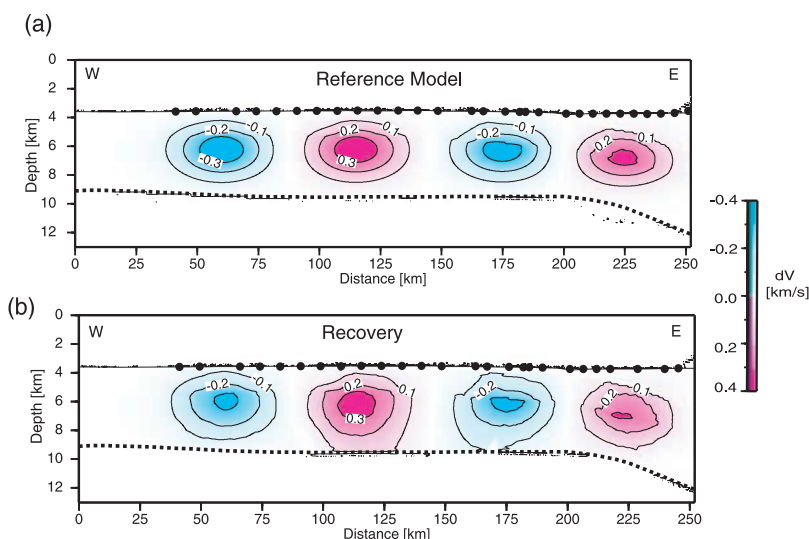 (a)
0
2
4
6
8
10
12
Depth [km]
W
Reference Model
E
-0.2
-0.1
-0.3
0.2
0.1
0.3
-0.2
-0.1
0.2
0.1
0 25 50 75 100 125 150 175 200 225 250
Distance [km]
-0.4
-0.2
0.0
0.2
0.4
dV
[km/s]
(b)
0
2
4
6
8
10
12
Depth [km]
W
Recovery
E
-0.2
-0.1
0.2
0.1
0.3
-0.2
-0.1
-0.2
0.1
0 25 50 75 100 125 150 175 200 225 250
Distance [km]